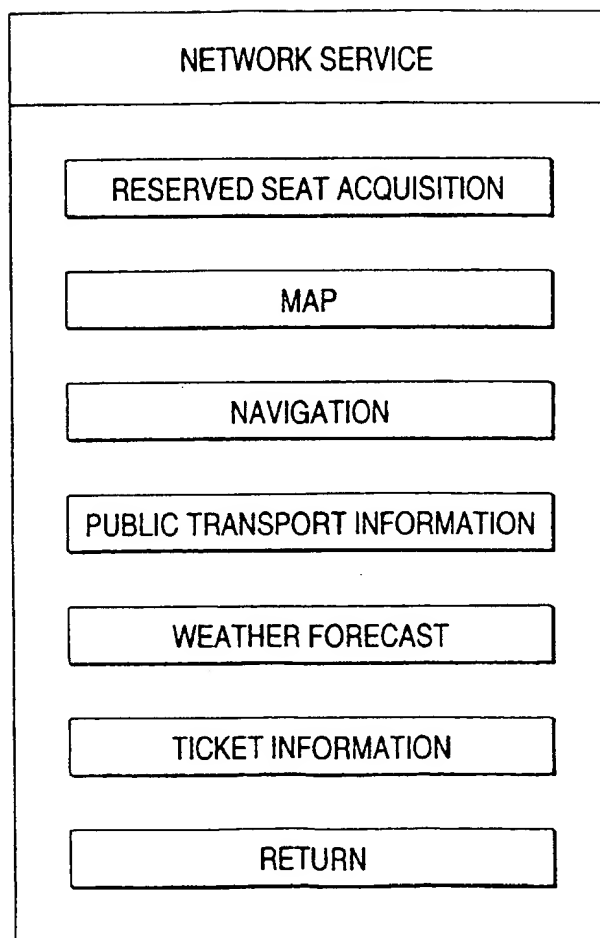 NETWORK SERVICE
RESERVED SEAT ACQUISITION
MAP
NAVIGATION
PUBLIC TRANSPORT INFORMATION
WEATHER FORECAST
TICKET INFORMATION
RETURN